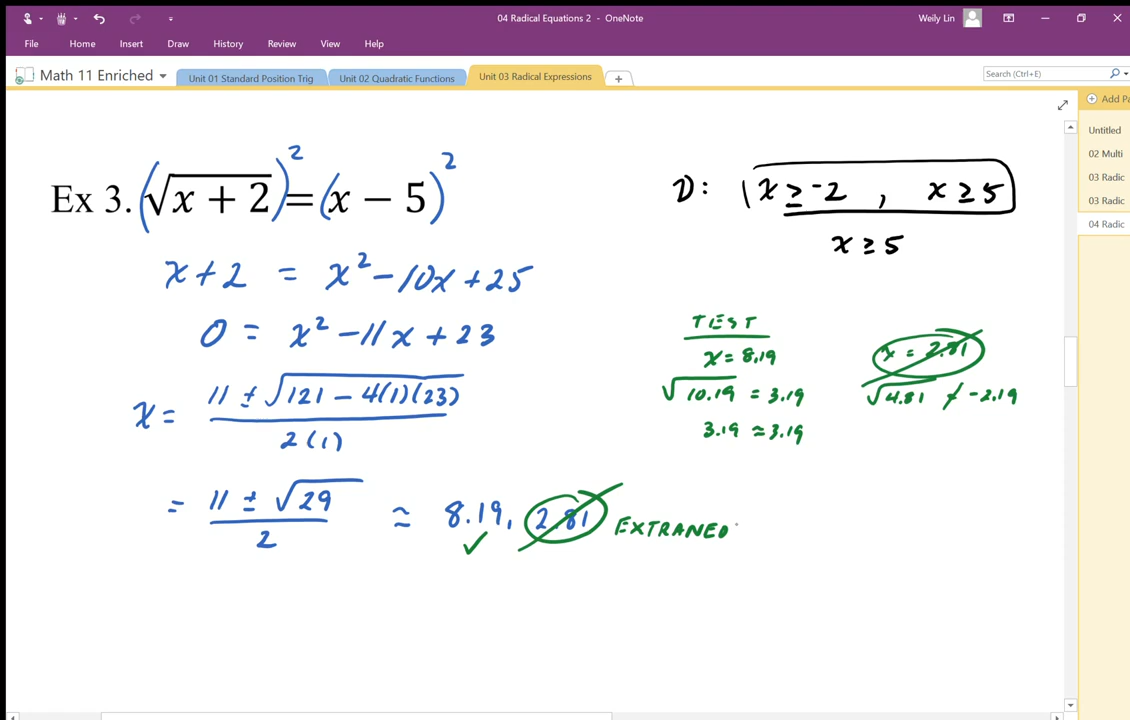 04 Radical Equations 2 - OneNote
Weily Lin
File Home Insert Draw History Review View Help
Math 11 Enriched
Unit 01 Standard Position Trig
Unit 02 Quadratic Functions
Unit 03 Radical Expressions
Search (Ctrl+E)
Add Pa
Untitled
02 Multi
03 Radic
03 Radic
04 Radic
Ex 3. (√(x + 2))² = (x − 5)²
D: x ≥ -2 , x ≥ 5
x ≥ 5
x + 2 = x² - 10x + 25
0 = x² - 11x + 23
x = (11 ± √(121 - 4(1)(23))) / 2(1)
= (11 ± √29) / 2 ≈ 8.19, 2.81 EXTRANEO
✓
TEST
x = 8.19
√10.19 = 3.19
3.19 ≈ 3.19
x = 2.81
√4.81 ≠ -2.19